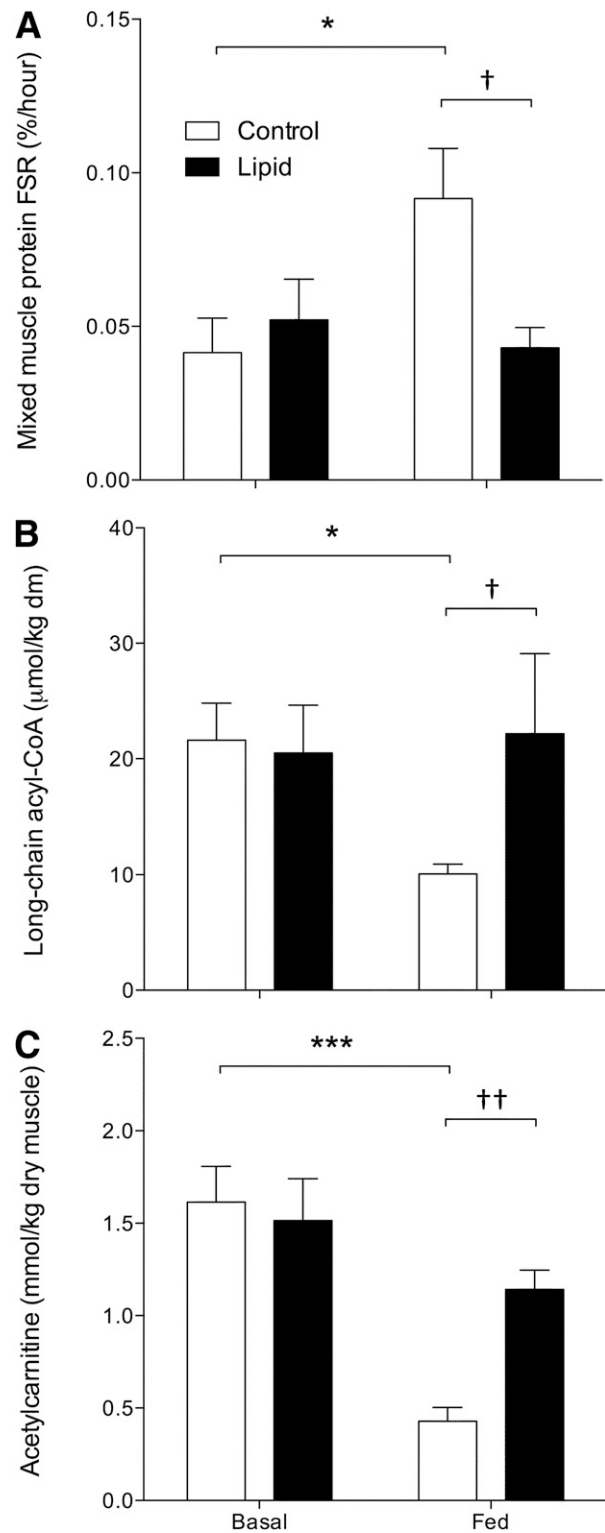 A
Mixed muscle protein FSR (%/hour)
0.15
0.10
0.05
0.00
*
†
Control
Lipid
B
Long-chain acyl-CoA (μmol/kg dm)
40
30
20
10
0
*
†
C
Acetylcarnitine (mmol/kg dry muscle)
2.5
2.0
1.5
1.0
0.5
0.0
***
††
Basal Fed